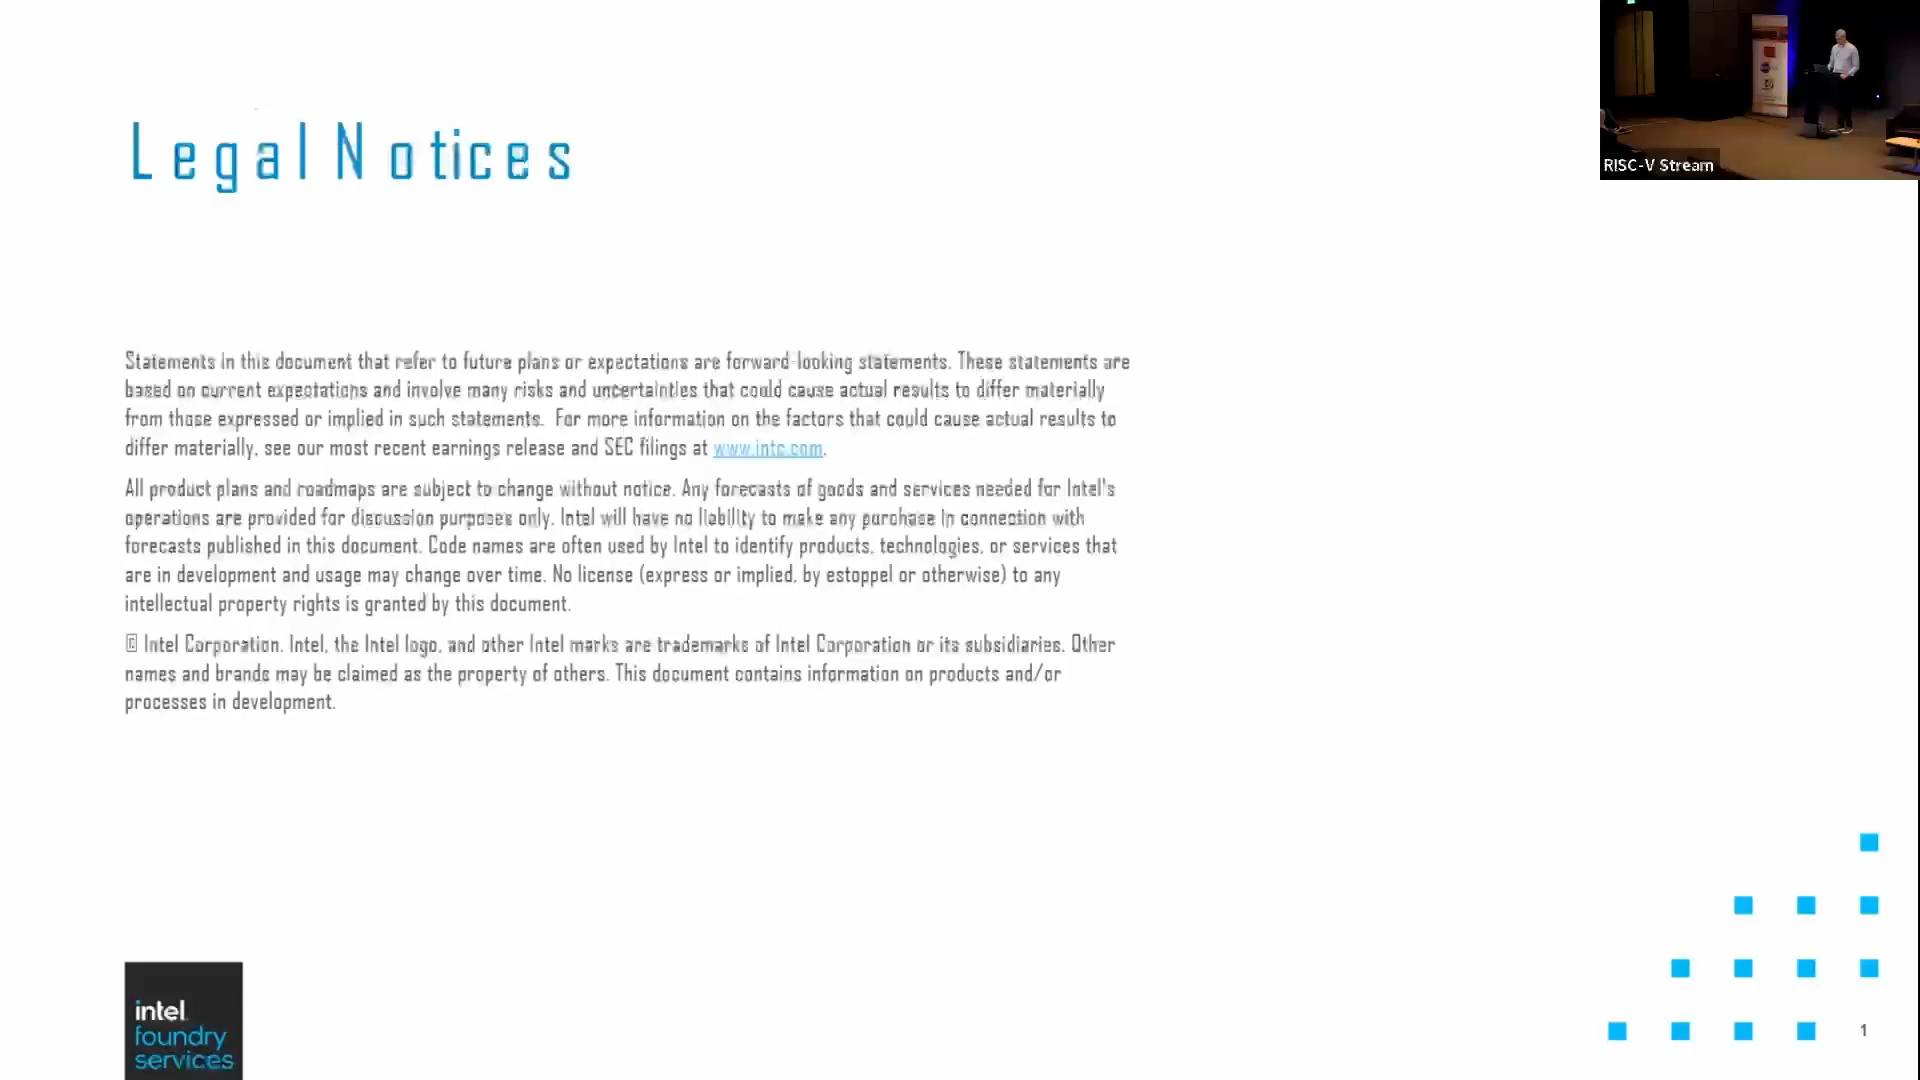 RISC-V Stream
Legal Notices
Statements in this document that refer to future plans or expectations are forward-looking statements. These statements are
based on current expectations and involve many risks and uncertainties that could cause actual results to differ materially
from those expressed or implied in such statements. For more information on the factors that could cause actual results to
differ materially, see our most recent earnings release and SEC filings at www.intc.com.
All product plans and roadmaps are subject to change without notice. Any forecasts of goods and services needed for Intel's
operations are provided for discussion purposes only. Intel will have no liability to make any purchase in connection with
forecasts published in this document. Code names are often used by Intel to identify products, technologies, or services that
are in development and usage may change over time. No license (express or implied, by estoppel or otherwise) to any
intellectual property rights is granted by this document.
© Intel Corporation. Intel, the Intel logo, and other Intel marks are trademarks of Intel Corporation or its subsidiaries. Other
names and brands may be claimed as the property of others. This document contains information on products and/or
processes in development.
intel
foundry
services
1